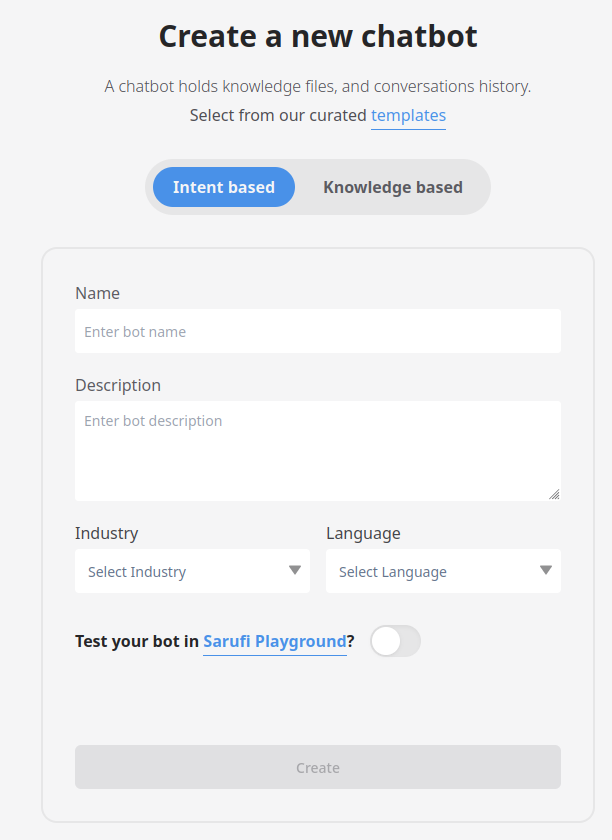 Create a new chatbot
A chatbot holds knowledge files, and conversations history.
Select from our curated templates
Intent based Knowledge based
Name
Enter bot name
Description
Enter bot description
Industry Language
Select Industry Select Language
Test your bot in Sarufi Playground?
Create